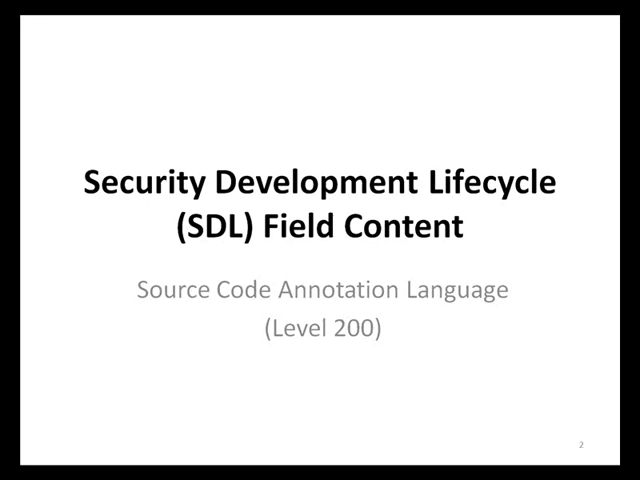 Security Development Lifecycle
(SDL) Field Content
Source Code Annotation Language
(Level 200)
2